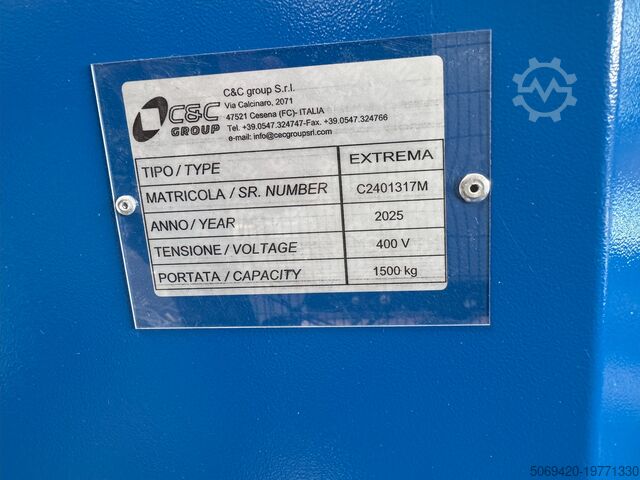 C&C group S.r.l.
Via Calcinaro, 2071
47521 Cesena (FC)- ITALIA
Tel. +39.0547.324747-Fax. +39.0547.324766
e-mail: info@cecgroupsrl.com
C&C
GROUP
TIPO / TYPE EXTREMA
MATRICOLA / SR. NUMBER C2401317M
ANNO / YEAR 2025
TENSIONE / VOLTAGE 400 V
PORTATA / CAPACITY 1500 kg
5069420-19771330